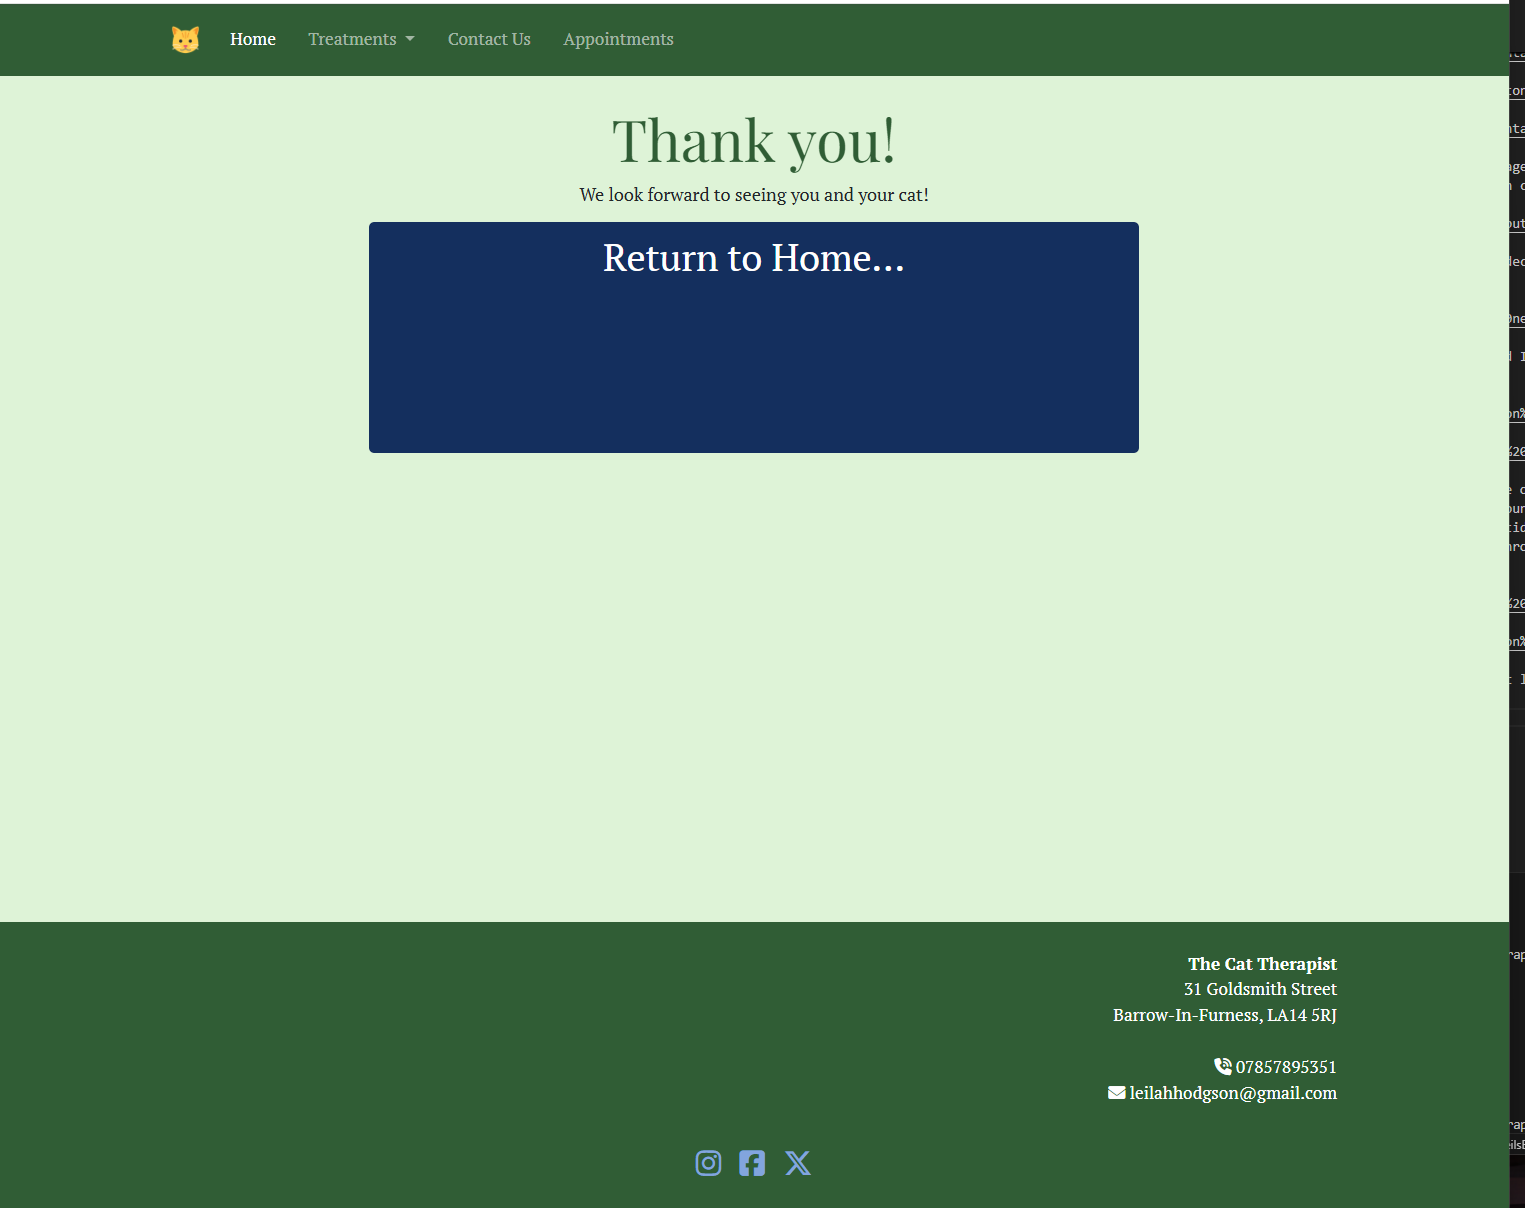 Home
Treatments
Contact Us
Appointments
Thank you!
We look forward to seeing you and your cat!
Return to Home...
The Cat Therapist
31 Goldsmith Street
Barrow-In-Furness, LA14 5RJ
07857895351
leilahhodgson@gmail.com